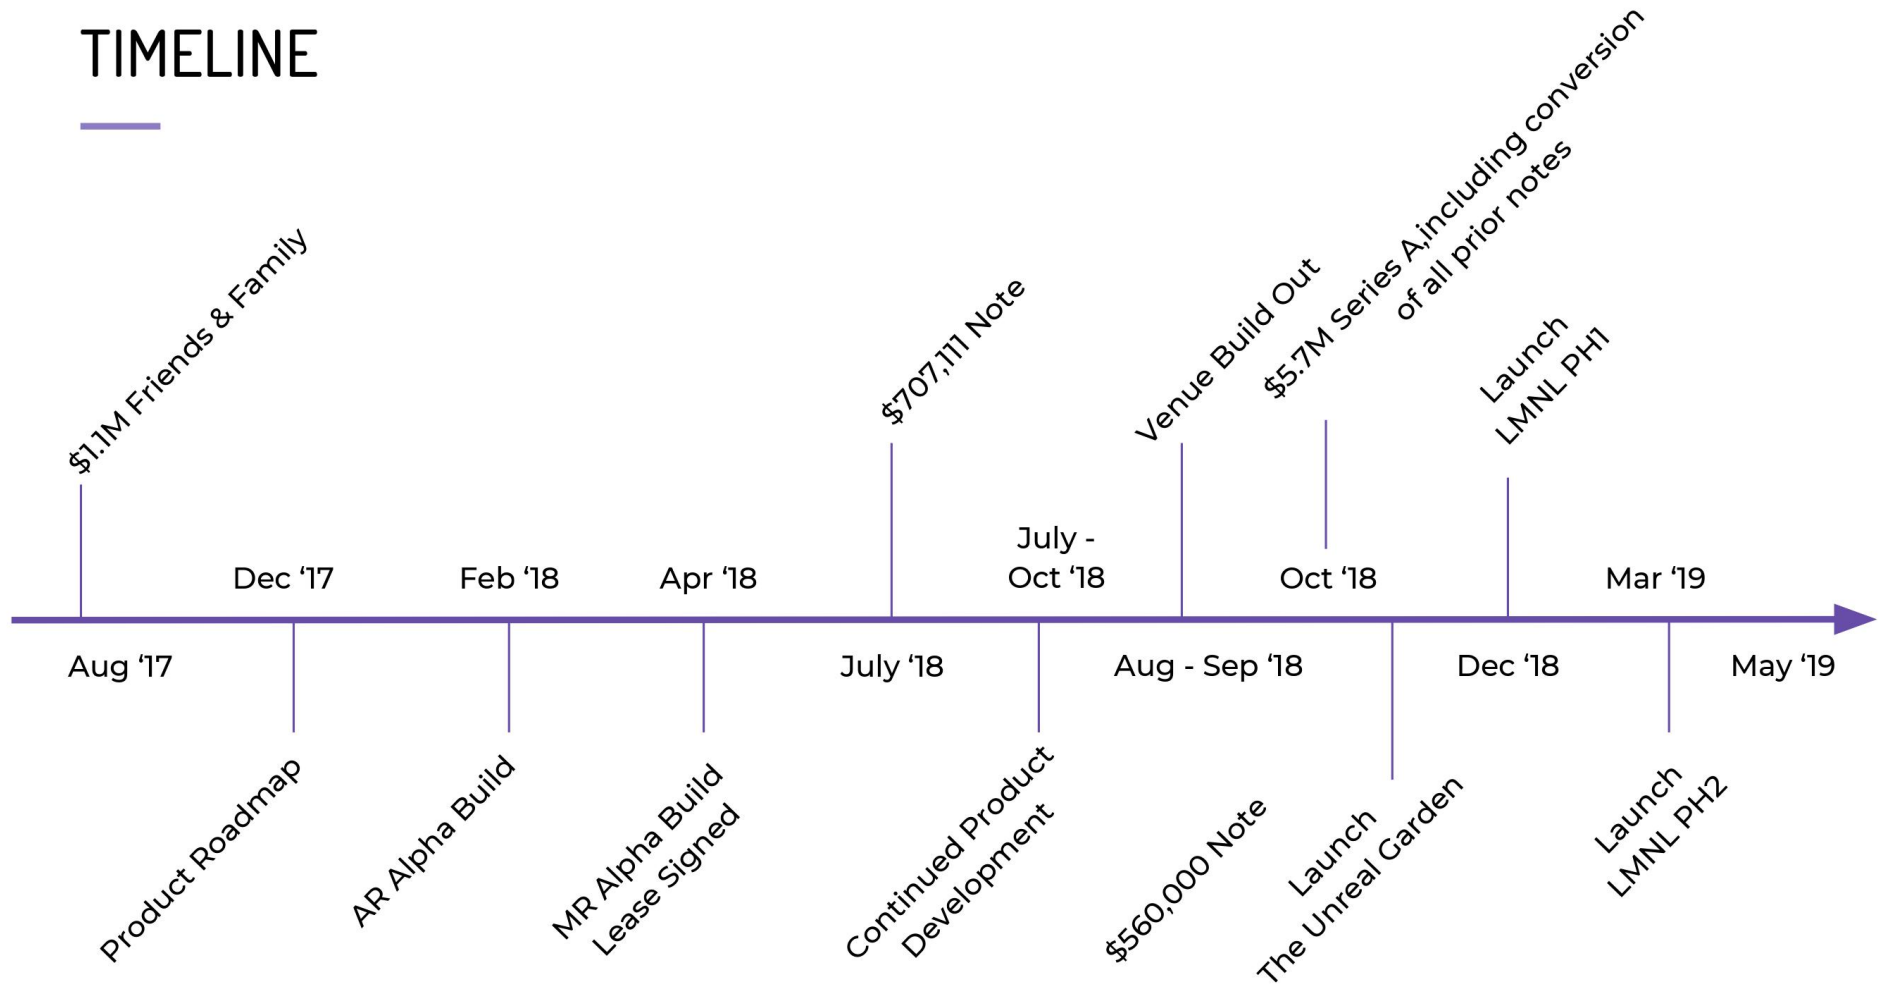 TIMELINE
$1.1M Friends & Family
$707,111 Note
Venue Build Out
$5.7M Series A,including conversion
of all prior notes
Launch
LMNL PH1
Dec ‘17
Feb ‘18
Apr ‘18
July -
Oct ‘18
Oct ‘18
Mar ‘19
Aug ‘17
July ‘18
Aug - Sep ‘18
Dec ‘18
May ‘19
Product Roadmap
AR Alpha Build
MR Alpha Build
Lease Signed
Continued Product
Development
$560,000 Note
Launch
The Unreal Garden
Launch
LMNL PH2